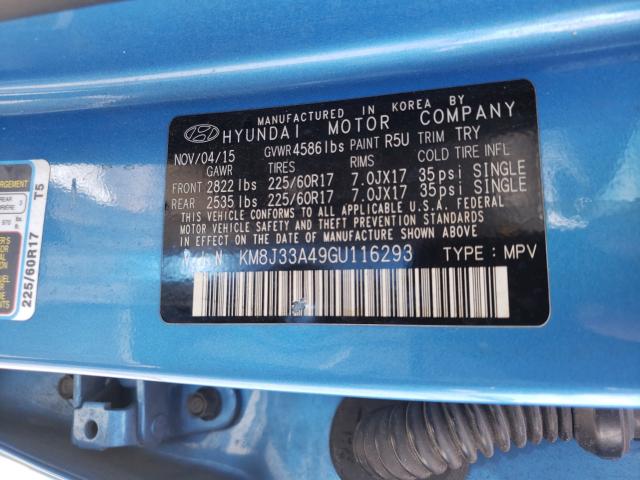 MANUFACTURED IN KOREA BY
HYUNDAI MOTOR COMPANY
NOV/04/15 GVWR 4586 lbs PAINT R5U TRIM TRY
GAWR TIRES RIMS COLD TIRE INFL
FRONT 2822 lbs 225/60R17 7.0JX17 35psi SINGLE
REAR 2535 lbs 225/60R17 7.0JX17 35psi SINGLE
THIS VEHICLE CONFORMS TO ALL APPLICABLE U.S.A. FEDERAL
MOTOR VEHICLE SAFETY, BUMPER, AND THEFT PREVENTION
STANDARDS IN EFFECT ON THE DATE OF MANUFACTURE SHOWN ABOVE.
V.I.N KM8J33A49GU116293 TYPE: MPV
T5
225/60R17
REAR 3